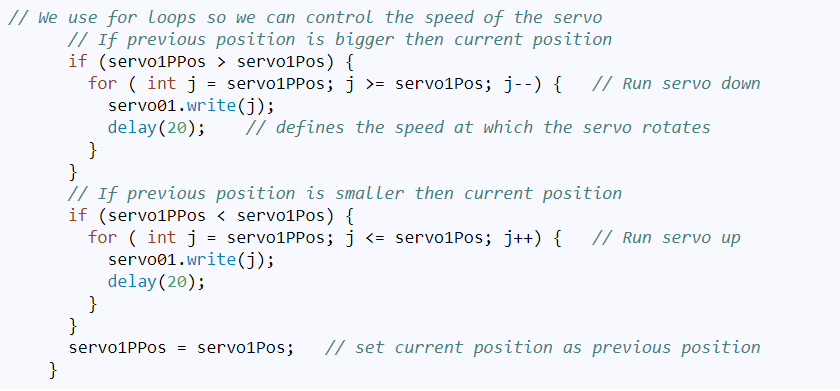 // We use for loops so we can control the speed of the servo
// If previous position is bigger then current position
if (servo1PPos > servo1Pos) {
for ( int j = servo1PPos; j >= servo1Pos; j--) {   // Run servo down
servo01.write(j);
delay(20);    // defines the speed at which the servo rotates
}
}
// If previous position is smaller then current position
if (servo1PPos < servo1Pos) {
for ( int j = servo1PPos; j <= servo1Pos; j++) {   // Run servo up
servo01.write(j);
delay(20);
}
}
servo1PPos = servo1Pos;   // set current position as previous position
}